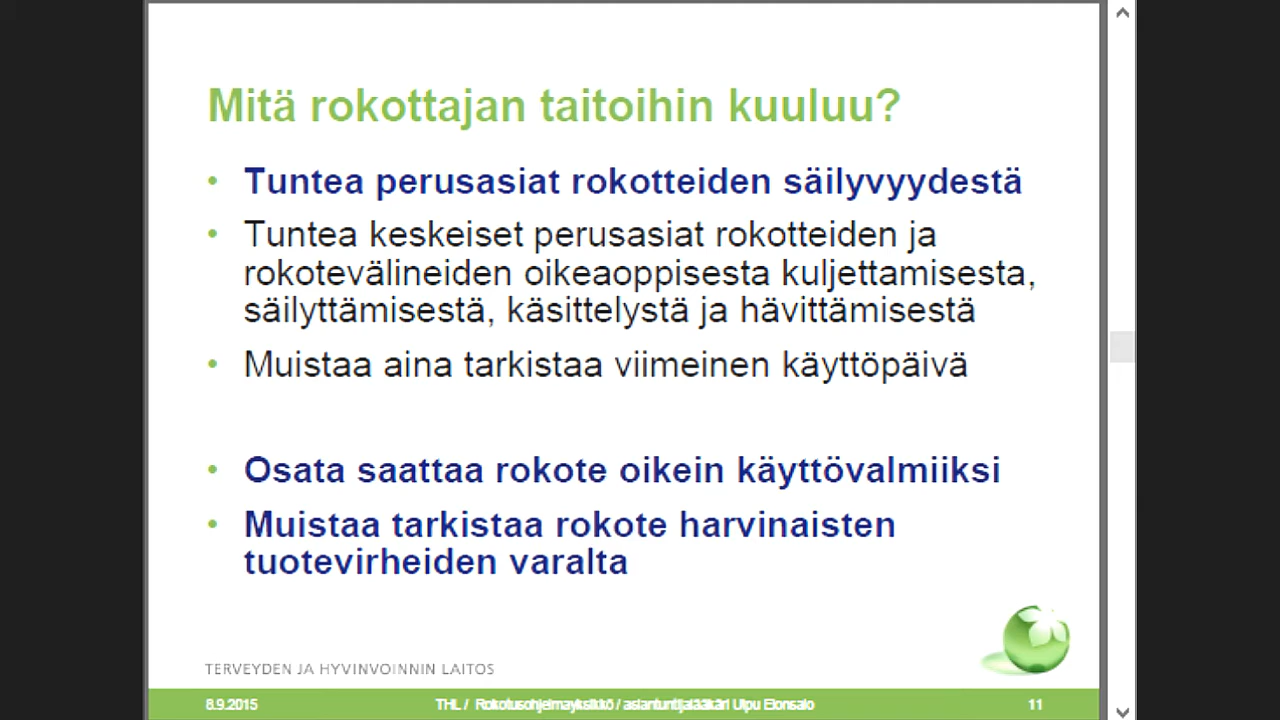 Mitä rokottajan taitoihin kuuluu?
• Tuntea perusasiat rokotteiden säilyvyydestä
• Tuntea keskeiset perusasiat rokotteiden ja
rokotevälineiden oikeaoppisesta kuljettamisesta,
säilyttämisestä, käsittelystä ja hävittämisestä
• Muistaa aina tarkistaa viimeinen käyttöpäivä
• Osata saattaa rokote oikein käyttövalmiiksi
• Muistaa tarkistaa rokote harvinaisten
tuotevirheiden varalta
TERVEYDEN JA HYVINVOINNIN LAITOS
8.9.2015 THL / Rokotusohjelmayksikkö / asiantuntijalääkäri Ulpu Elonsalo 11